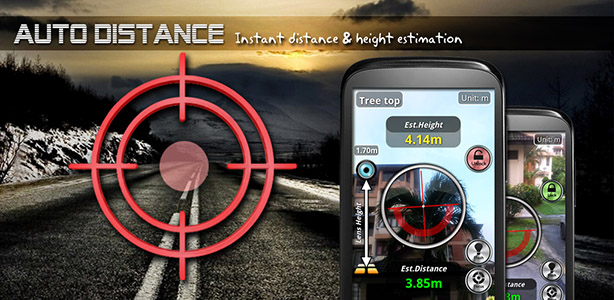 AUTO DISTANCE Instant distance & height estimation
Tree top
Unit: m
Est.Height
4.14m
1.70m
Unlock
Lens Height
Est.Distance
3.85m
Unit: m